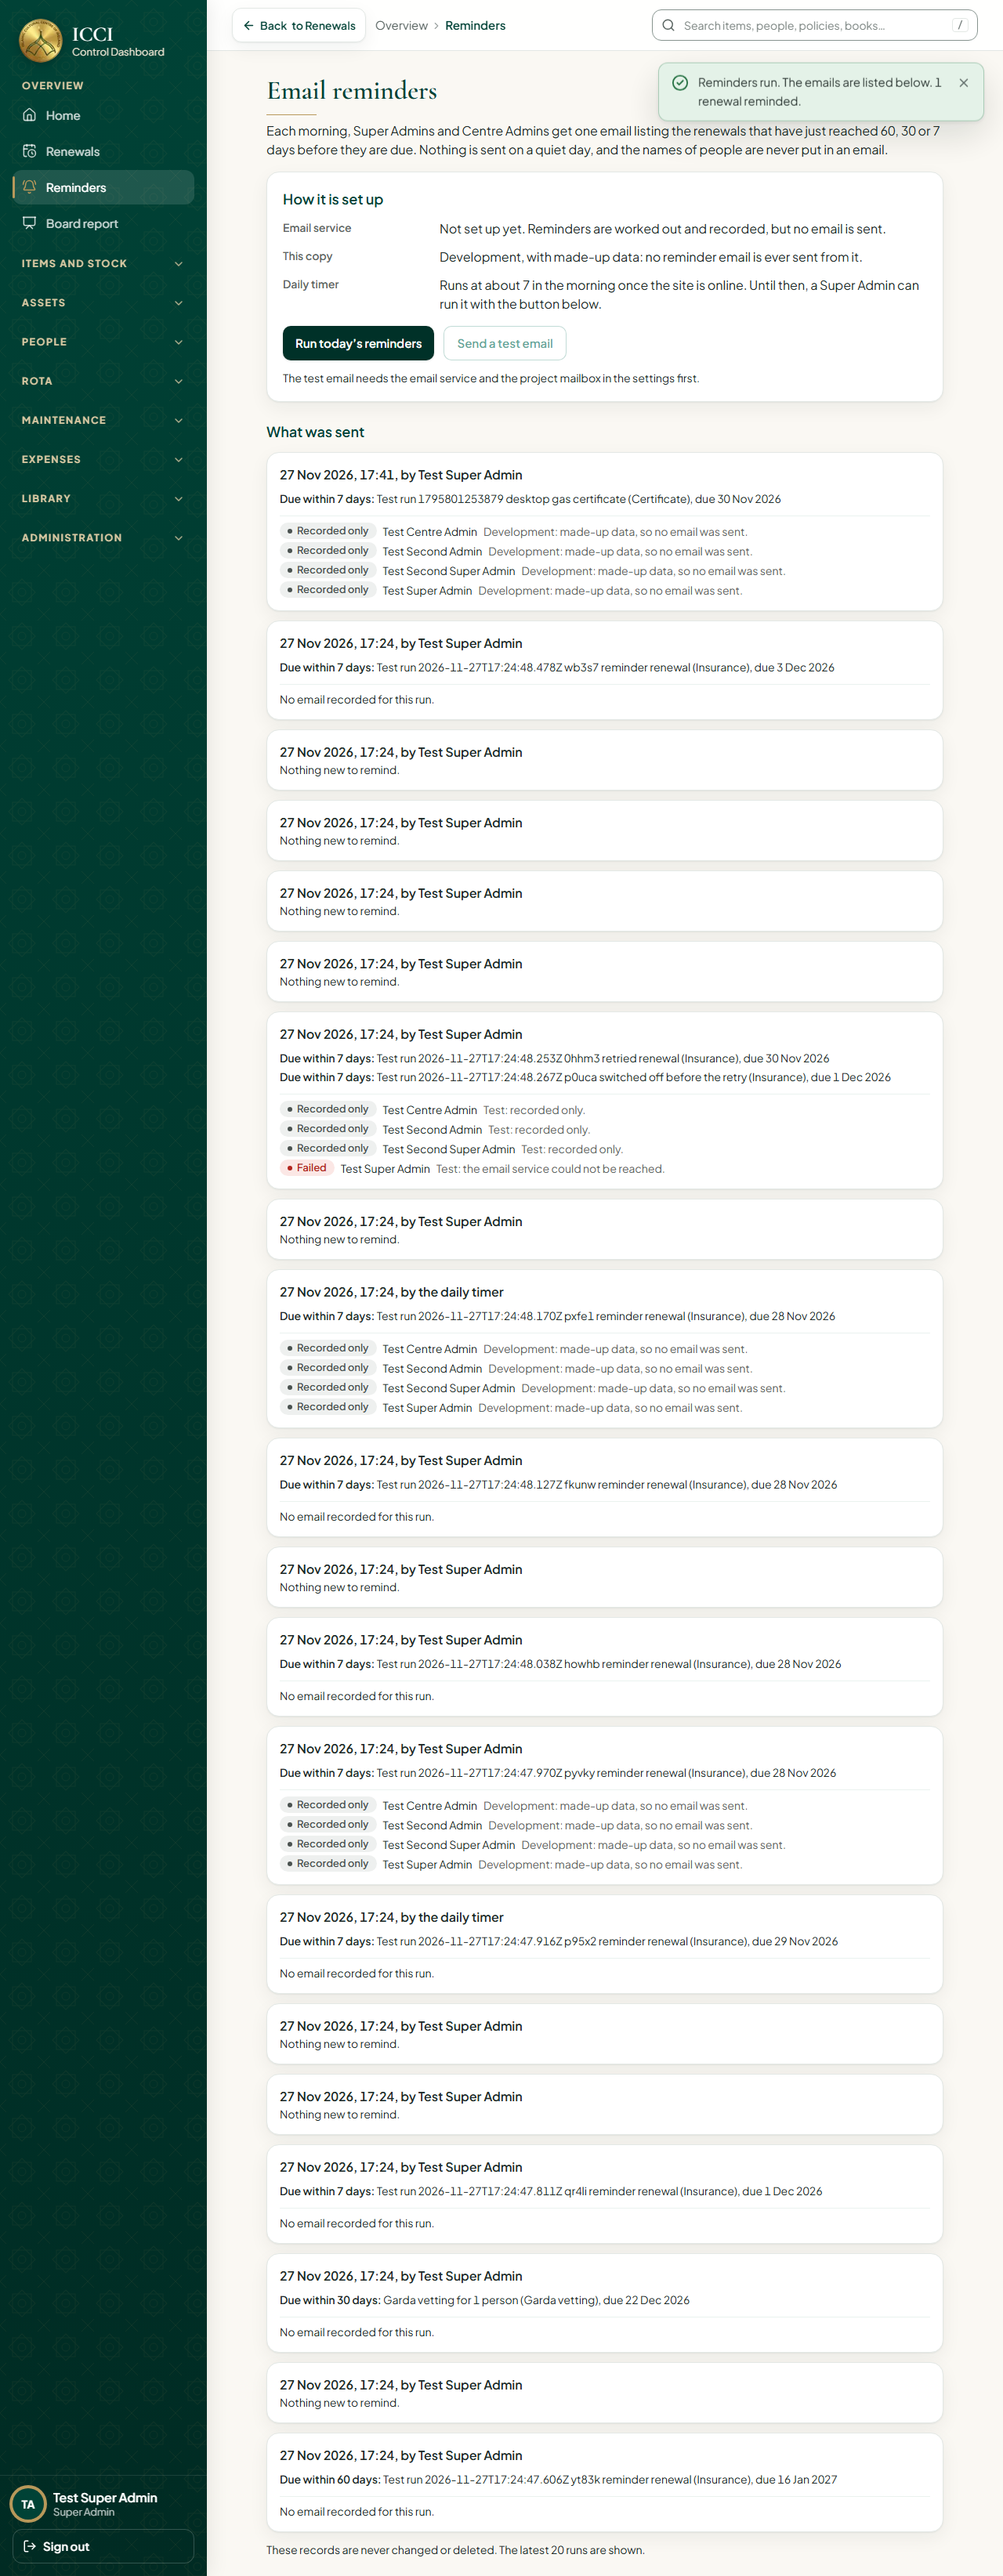 ICCI
Control Dashboard
OVERVIEW
Home
Renewals
Reminders
Board report
ITEMS AND STOCK
ASSETS
PEOPLE
ROTA
MAINTENANCE
EXPENSES
LIBRARY
ADMINISTRATION
TA
Test Super Admin
Super Admin
Sign out
Back to Renewals
Overview > Reminders
Search items, people, policies, books...
/
Reminders run. The emails are listed below. 1
renewal reminded.
Email reminders
Each morning, Super Admins and Centre Admins get one email listing the renewals that have just reached 60, 30 or 7
days before they are due. Nothing is sent on a quiet day, and the names of people are never put in an email.
How it is set up
Email service
Not set up yet. Reminders are worked out and recorded, but no email is sent.
This copy
Development, with made-up data: no reminder email is ever sent from it.
Daily timer
Runs at about 7 in the morning once the site is online. Until then, a Super Admin can
run it with the button below.
Run today's reminders
Send a test email
The test email needs the email service and the project mailbox in the settings first.
What was sent
27 Nov 2026, 17:41, by Test Super Admin
Due within 7 days: Test run 1795801253879 desktop gas certificate (Certificate), due 30 Nov 2026
Recorded only Test Centre Admin Development: made-up data, so no email was sent.
Recorded only Test Second Admin Development: made-up data, so no email was sent.
Recorded only Test Second Super Admin Development: made-up data, so no email was sent.
Recorded only Test Super Admin Development: made-up data, so no email was sent.
27 Nov 2026, 17:24, by Test Super Admin
Due within 7 days: Test run 2026-11-27T17:24:48.478Z wb3s7 reminder renewal (Insurance), due 3 Dec 2026
No email recorded for this run.
27 Nov 2026, 17:24, by Test Super Admin
Nothing new to remind.
27 Nov 2026, 17:24, by Test Super Admin
Nothing new to remind.
27 Nov 2026, 17:24, by Test Super Admin
Nothing new to remind.
27 Nov 2026, 17:24, by Test Super Admin
Nothing new to remind.
27 Nov 2026, 17:24, by Test Super Admin
Due within 7 days: Test run 2026-11-27T17:24:48.253Z 0hhm3 retried renewal (Insurance), due 30 Nov 2026
Due within 7 days: Test run 2026-11-27T17:24:48.267Z p0uca switched off before the retry (Insurance), due 1 Dec 2026
Recorded only Test Centre Admin Test: recorded only.
Recorded only Test Second Admin Test: recorded only.
Recorded only Test Second Super Admin Test: recorded only.
Failed Test Super Admin Test: the email service could not be reached.
27 Nov 2026, 17:24, by Test Super Admin
Nothing new to remind.
27 Nov 2026, 17:24, by the daily timer
Due within 7 days: Test run 2026-11-27T17:24:48.170Z pxfe1 reminder renewal (Insurance), due 28 Nov 2026
Recorded only Test Centre Admin Development: made-up data, so no email was sent.
Recorded only Test Second Admin Development: made-up data, so no email was sent.
Recorded only Test Second Super Admin Development: made-up data, so no email was sent.
Recorded only Test Super Admin Development: made-up data, so no email was sent.
27 Nov 2026, 17:24, by Test Super Admin
Due within 7 days: Test run 2026-11-27T17:24:48.127Z fkunw reminder renewal (Insurance), due 28 Nov 2026
No email recorded for this run.
27 Nov 2026, 17:24, by Test Super Admin
Nothing new to remind.
27 Nov 2026, 17:24, by Test Super Admin
Due within 7 days: Test run 2026-11-27T17:24:48.038Z howhb reminder renewal (Insurance), due 28 Nov 2026
No email recorded for this run.
27 Nov 2026, 17:24, by Test Super Admin
Due within 7 days: Test run 2026-11-27T17:24:47.970Z pyvky reminder renewal (Insurance), due 28 Nov 2026
Recorded only Test Centre Admin Development: made-up data, so no email was sent.
Recorded only Test Second Admin Development: made-up data, so no email was sent.
Recorded only Test Second Super Admin Development: made-up data, so no email was sent.
Recorded only Test Super Admin Development: made-up data, so no email was sent.
27 Nov 2026, 17:24, by the daily timer
Due within 7 days: Test run 2026-11-27T17:24:47.916Z p95x2 reminder renewal (Insurance), due 29 Nov 2026
No email recorded for this run.
27 Nov 2026, 17:24, by Test Super Admin
Nothing new to remind.
27 Nov 2026, 17:24, by Test Super Admin
Nothing new to remind.
27 Nov 2026, 17:24, by Test Super Admin
Due within 7 days: Test run 2026-11-27T17:24:47.811Z qr4li reminder renewal (Insurance), due 1 Dec 2026
No email recorded for this run.
27 Nov 2026, 17:24, by Test Super Admin
Due within 30 days: Garda vetting for 1 person (Garda vetting), due 22 Dec 2026
No email recorded for this run.
27 Nov 2026, 17:24, by Test Super Admin
Nothing new to remind.
27 Nov 2026, 17:24, by Test Super Admin
Due within 60 days: Test run 2026-11-27T17:24:47.606Z yt83k reminder renewal (Insurance), due 16 Jan 2027
No email recorded for this run.
These records are never changed or deleted. The latest 20 runs are shown.